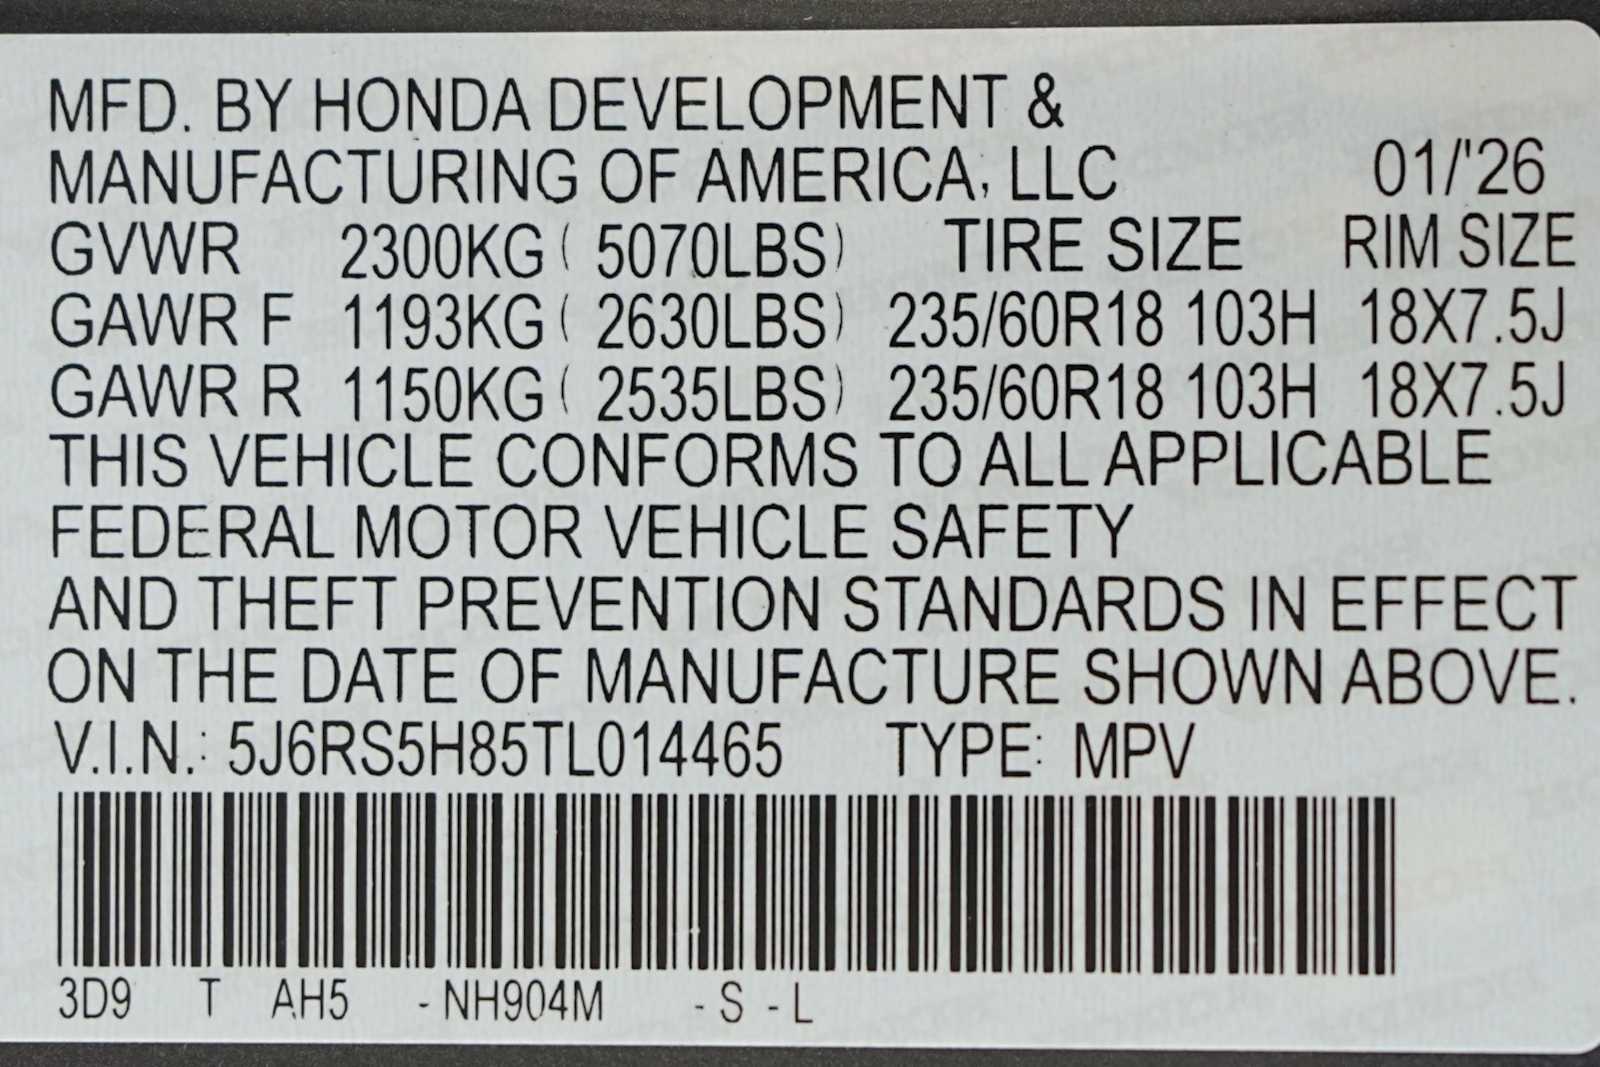 MFD. BY HONDA DEVELOPMENT &
MANUFACTURING OF AMERICA, LLC 01/'26
GVWR 2300KG ( 5070LBS) TIRE SIZE RIM SIZE
GAWR F 1193KG ( 2630LBS) 235/60R18 103H 18X7.5J
GAWR R 1150KG ( 2535LBS) 235/60R18 103H 18X7.5J
THIS VEHICLE CONFORMS TO ALL APPLICABLE
FEDERAL MOTOR VEHICLE SAFETY
AND THEFT PREVENTION STANDARDS IN EFFECT
ON THE DATE OF MANUFACTURE SHOWN ABOVE.
V.I.N.: 5J6RS5H85TL014465 TYPE: MPV
3D9 T AH5 - NH904M - S - L